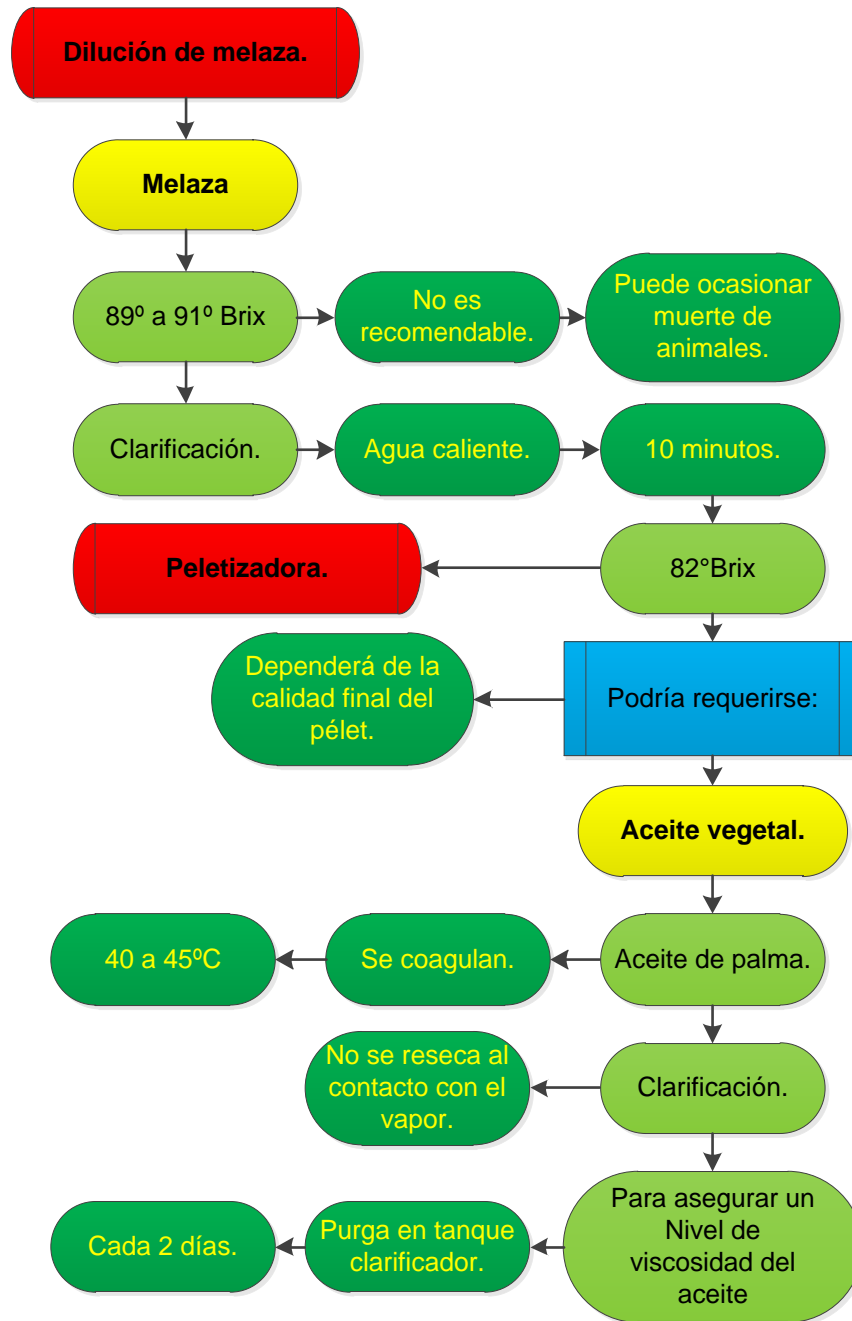 Dilución de melaza.
Melaza
89º a 91º Brix
No es
recomendable.
Puede ocasionar
muerte de
animales.
Clarificación.
Agua caliente.
10 minutos.
Peletizadora.
82°Brix
Dependerá de la
calidad final del
pélet.
Podría requerirse:
Aceite vegetal.
40 a 45ºC
Se coagulan.
Aceite de palma.
No se reseca al
contacto con el
vapor.
Clarificación.
Cada 2 días.
Purga en tanque
clarificador.
Para asegurar un
Nivel de
viscosidad del
aceite